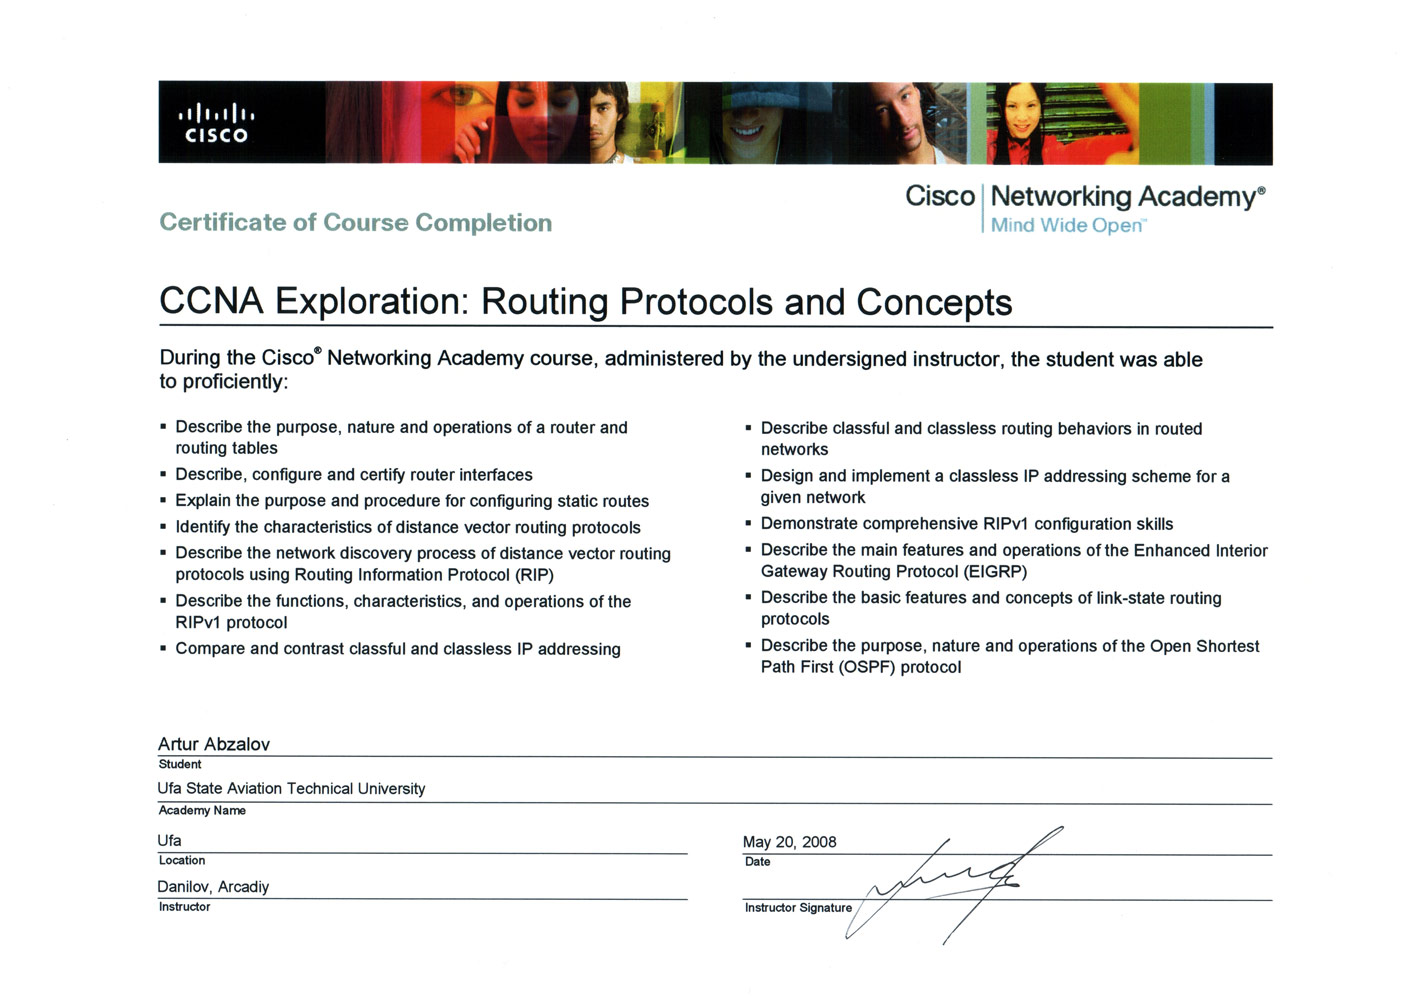 CISCO
Cisco Networking Academy®
Mind Wide Open™
Certificate of Course Completion
CCNA Exploration: Routing Protocols and Concepts
During the Cisco® Networking Academy course, administered by the undersigned instructor, the student was able
to proficiently:
▪ Describe the purpose, nature and operations of a router and
routing tables
▪ Describe, configure and certify router interfaces
▪ Explain the purpose and procedure for configuring static routes
▪ Identify the characteristics of distance vector routing protocols
▪ Describe the network discovery process of distance vector routing
protocols using Routing Information Protocol (RIP)
▪ Describe the functions, characteristics, and operations of the
RIPv1 protocol
▪ Compare and contrast classful and classless IP addressing
▪ Describe classful and classless routing behaviors in routed
networks
▪ Design and implement a classless IP addressing scheme for a
given network
▪ Demonstrate comprehensive RIPv1 configuration skills
▪ Describe the main features and operations of the Enhanced Interior
Gateway Routing Protocol (EIGRP)
▪ Describe the basic features and concepts of link-state routing
protocols
▪ Describe the purpose, nature and operations of the Open Shortest
Path First (OSPF) protocol
Artur Abzalov
Student
Ufa State Aviation Technical University
Academy Name
Ufa
Location
May 20, 2008
Date
Danilov, Arcadiy
Instructor
Instructor Signature